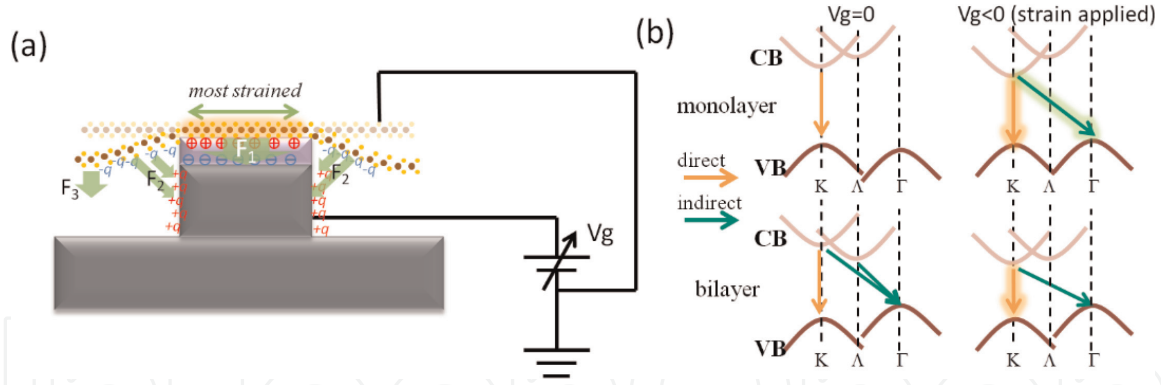 (a)
most strained
F1
-q -q -q -q -q
-q -q -q -q
F2
F2
F3
+q
+q
+q
+q
+q
+q
+q
+q
+q
+q
Vg
(b)
Vg=0
Vg<0 (strain applied)
CB
monolayer
direct
VB
K Λ Γ
K Λ Γ
indirect
CB
bilayer
VB
K Λ Γ
K Λ Γ